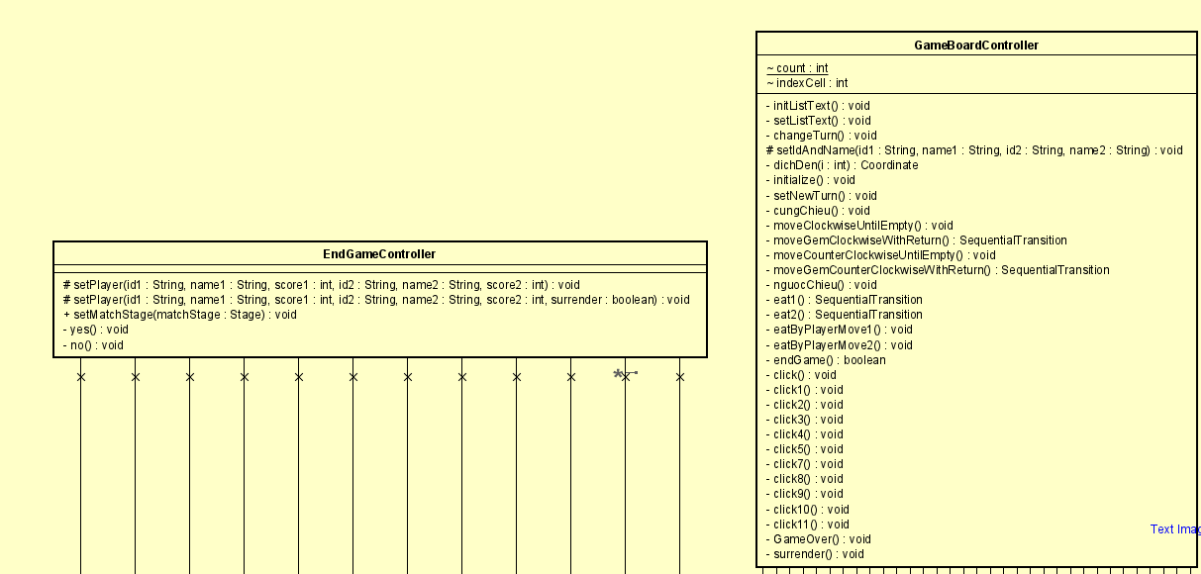 EndGameController
# setPlayer(id1 : String, name1 : String, score1 : int, id2 : String, name2 : String, score2 : int) : void
# setPlayer(id1 : String, name1 : String, score1 : int, id2 : String, name2 : String, score2 : int, surrender : boolean) : void
+ setMatchStage(matchStage : Stage) : void
- yes() : void
- no() : void
GameBoardController
~ count : int
~ indexCell : int
- initListText() : void
- setListText() : void
- changeTurn() : void
# setIdAndName(id1 : String, name1 : String, id2 : String, name2 : String) : void
- dichDen(i : int) : Coordinate
- initialize() : void
- setNewTurn() : void
- cungChieu() : void
- moveClockwiseUntilEmpty() : void
- moveGemClockwiseWithReturn() : SequentialTransition
- moveCounterClockwiseUntilEmpty() : void
- moveGemCounterClockwiseWithReturn() : SequentialTransition
- nguocChieu() : void
- eat1() : SequentialTransition
- eat2() : SequentialTransition
- eatByPlayerMove1() : void
- eatByPlayerMove2() : void
- endGame() : boolean
- click() : void
- click1() : void
- click2() : void
- click3() : void
- click4() : void
- click5() : void
- click7() : void
- click8() : void
- click9() : void
- click10() : void
- click11() : void
- GameOver() : void
- surrender() : void
Text